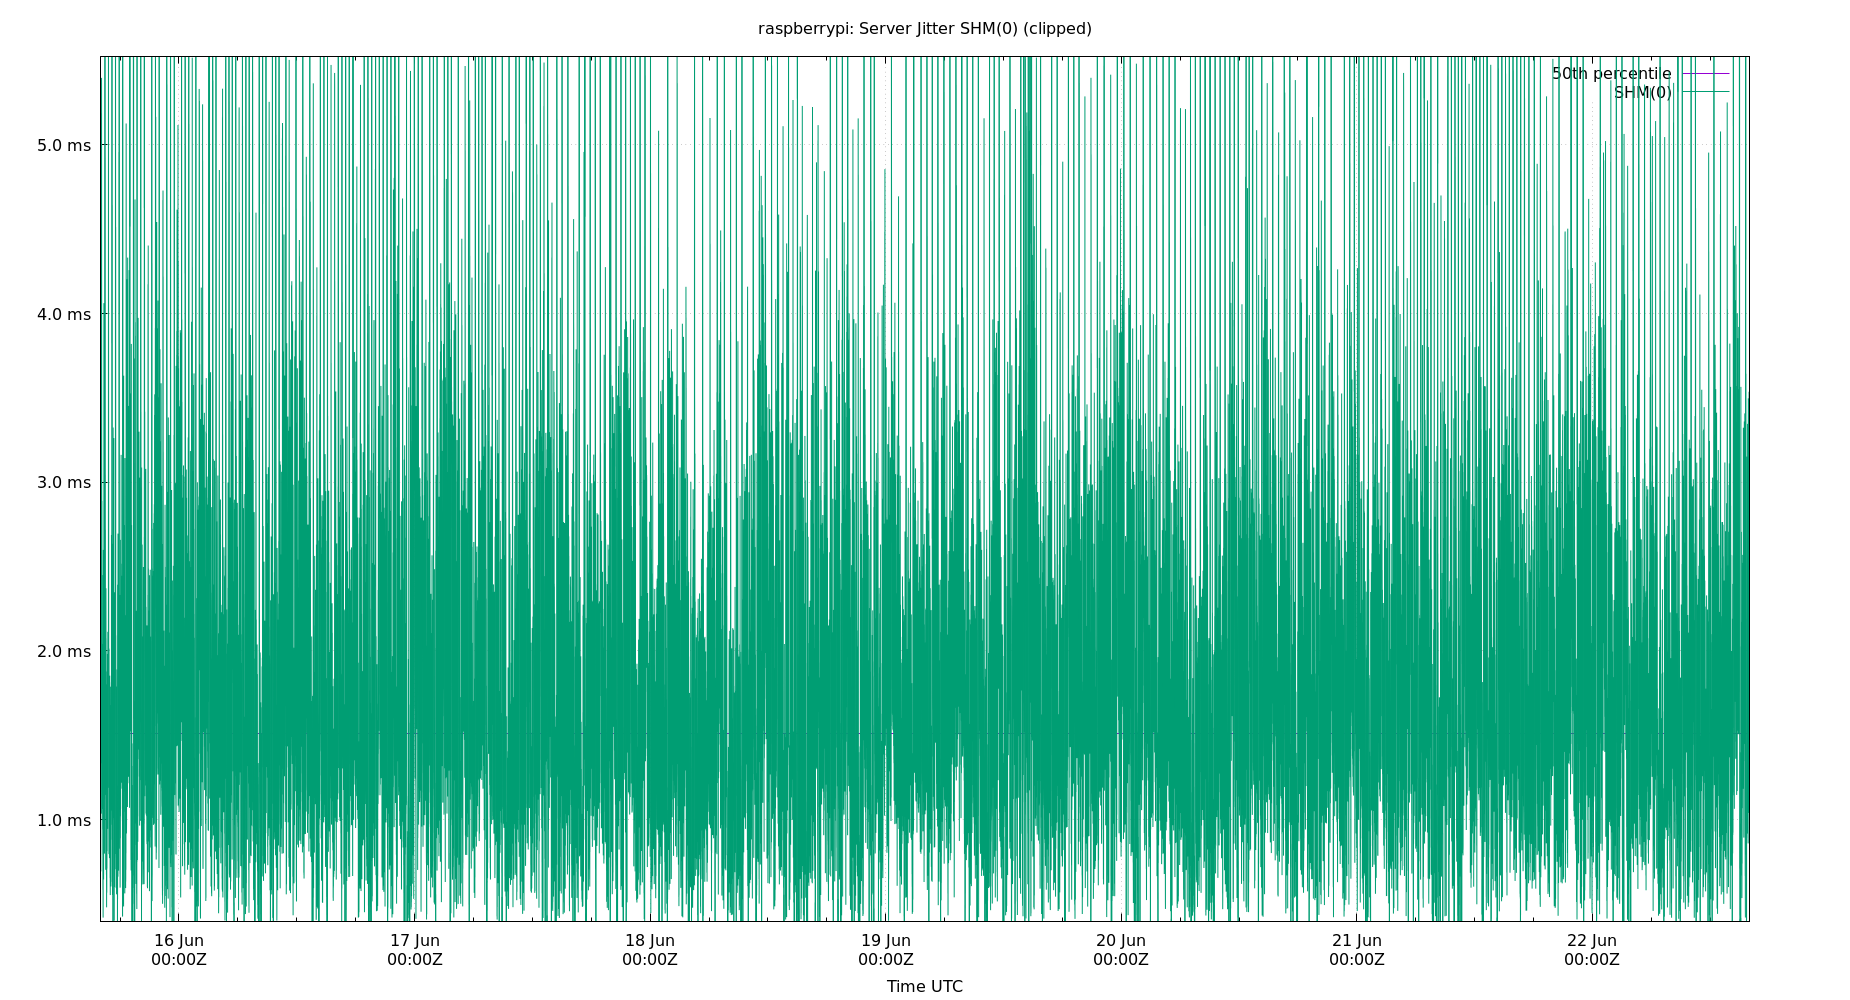 raspberrypi: Server Jitter SHM(0) (clipped)
50th percentile
SHM(0)
5.0 ms
4.0 ms
3.0 ms
2.0 ms
1.0 ms
16 Jun 17 Jun 18 Jun 19 Jun 20 Jun 21 Jun 22 Jun
00:00Z 00:00Z 00:00Z 00:00Z 00:00Z 00:00Z 00:00Z
Time UTC